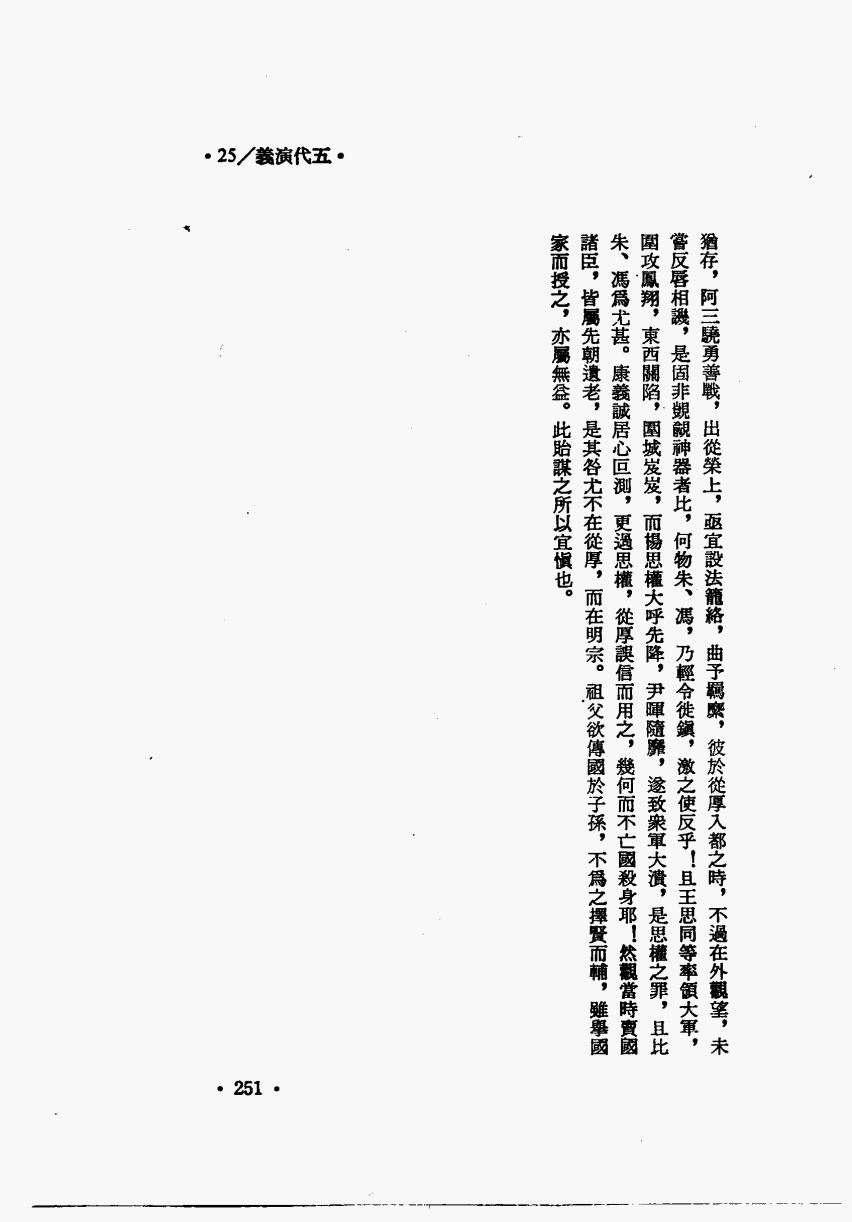 •25/義演代五•
猶存，阿三驍勇善戰，出從榮上，亟宜設法籠絡，曲予羈縻，彼於從厚入都之時，不過在外觀望，未
嘗反唇相譏，是固非覬覦神器者比，何物朱、馮，乃輕令徙鎭，激之使反乎！且王思同等率領大軍，
圍攻鳳翔，東西關陷，圍城岌岌，而楊思權大呼先降，尹暉隨靡，遂致衆軍大潰，是思權之罪，且比
朱、馮爲尤甚。康義誠居心叵測，更過思權，從厚誤信而用之，幾何而不亡國殺身耶！然觀當時賣國
諸臣，皆屬先朝遺老，是其咎尤不在從厚，而在明宗。祖父欲傳國於子孫，不爲之擇賢而輔，雖舉國
家而授之，亦屬無益。此貽謀之所以宜愼也。
• 251 •